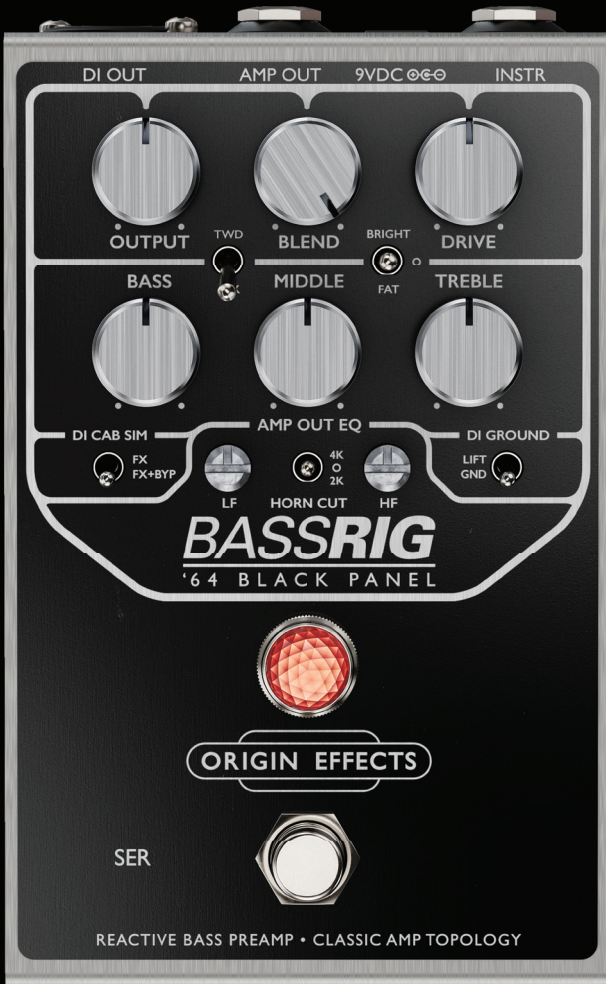 DI OUT AMP OUT 9VDC INSTR
OUTPUT TWD BLEND BRIGHT DRIVE
BASS MIDDLE FAT TREBLE
DI CAB SIM AMP OUT EQ DI GROUND
FX 4K LIFT
FX+BYP O GND
2K
LF HORN CUT HF
BASSRIG
'64 BLACK PANEL
ORIGIN EFFECTS
SER
REACTIVE BASS PREAMP • CLASSIC AMP TOPOLOGY